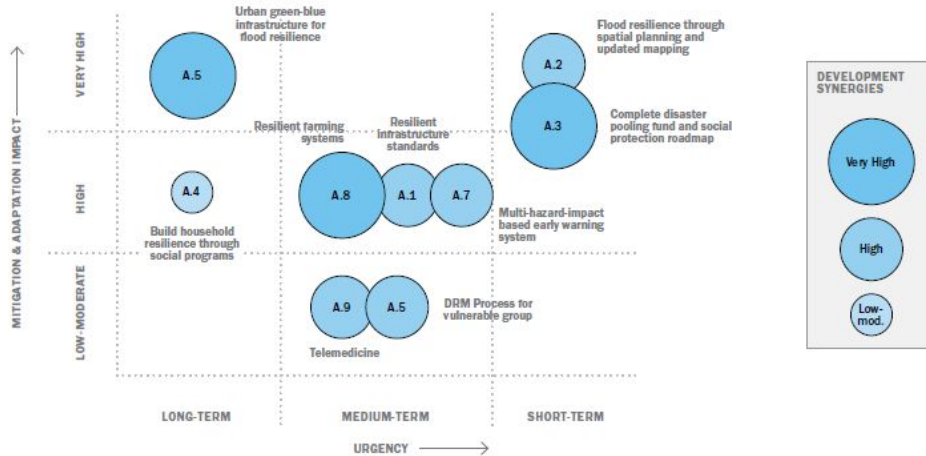 Urban green-blue
infrastructure for
flood resilience
Flood resilience through
spatial planning and
updated mapping
MITIGATION & ADAPTATION IMPACT
VERY HIGH
HIGH
LOW-MODERATE
A.5
A.2
A.3
Complete disaster
pooling fund and social
protection roadmap
Resilient farming
systems
Resilient
infrastructure
standards
A.4
A.8
A.1
A.7
Build household
resilience through
social programs
Multi-hazard-impact
based early warning
system
A.9
A.5
DRM Process for
vulnerable group
Telemedicine
LONG-TERM
MEDIUM-TERM
SHORT-TERM
URGENCY
DEVELOPMENT
SYNERGIES
Very High
High
Low-
mod.